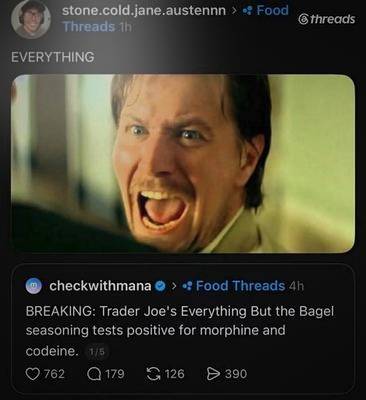 stone.cold.jane.austennn > Food
Threads 1h
threads
EVERYTHING
checkwithmana > Food Threads 4h
BREAKING: Trader Joe's Everything But the Bagel
seasoning tests positive for morphine and
codeine. 1/5
762 179 126 390